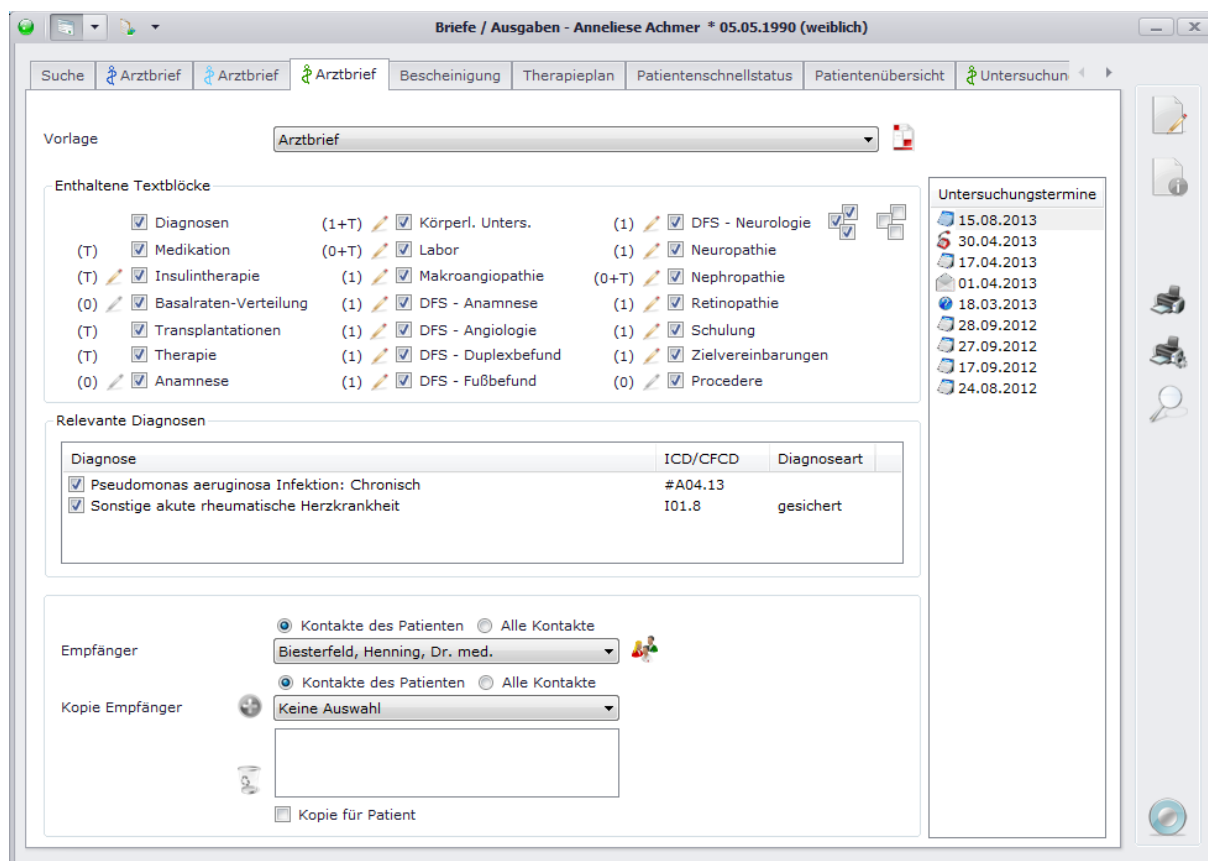 Briefe / Ausgaben - Anneliese Achmer * 05.05.1990 (weiblich)
Suche Arztbrief Arztbrief Arztbrief Bescheinigung Therapieplan Patientenschnellstatus Patientenübersicht Untersuchun
Vorlage Arztbrief
Enthaltene Textblöcke
Diagnosen (1+T) Körperl. Unters. (1) DFS - Neurologie
(T) Medikation (0+T) Labor (1) Neuropathie
(T) Insulintherapie (1) Makroangiopathie (0+T) Nephropathie
(0) Basalraten-Verteilung (1) DFS - Anamnese (1) Retinopathie
(T) Transplantationen (1) DFS - Angiologie (1) Schulung
(T) Therapie (1) DFS - Duplexbefund (1) Zielvereinbarungen
(0) Anamnese (1) DFS - Fußbefund (0) Procedere
Relevante Diagnosen
Diagnose ICD/CFCD Diagnoseart
Pseudomonas aeruginosa Infektion: Chronisch #A04.13
Sonstige akute rheumatische Herzkrankheit I01.8 gesichert
Kontakte des Patienten Alle Kontakte
Empfänger Biesterfeld, Henning, Dr. med.
Kontakte des Patienten Alle Kontakte
Kopie Empfänger Keine Auswahl
Kopie für Patient
Untersuchungstermine
15.08.2013
30.04.2013
17.04.2013
01.04.2013
18.03.2013
28.09.2012
27.09.2012
17.09.2012
24.08.2012